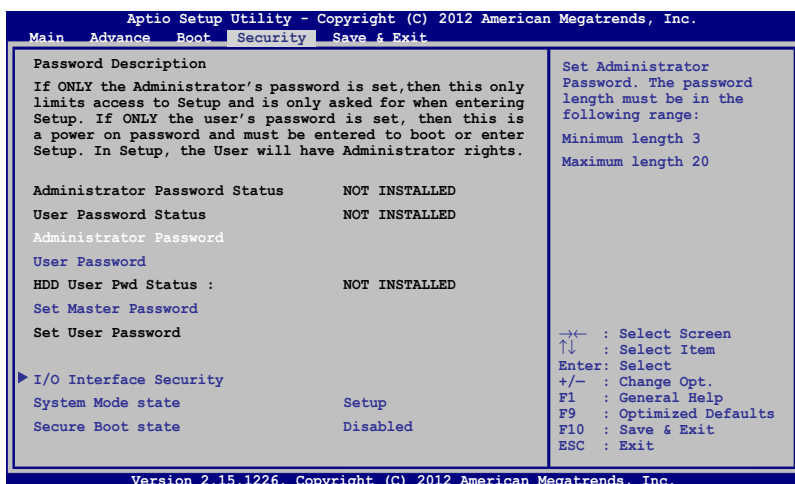 Aptio Setup Utility - Copyright (C) 2012 American Megatrends, Inc.
Main Advance Boot Security Save & Exit
Password Description
If ONLY the Administrator's password is set,then this only
limits access to Setup and is only asked for when entering
Setup. If ONLY the user's password is set, then this is
a power on password and must be entered to boot or enter
Setup. In Setup, the User will have Administrator rights.
Administrator Password Status NOT INSTALLED
User Password Status NOT INSTALLED
Administrator Password
User Password
HDD User Pwd Status : NOT INSTALLED
Set Master Password
Set User Password
I/O Interface Security
System Mode state Setup
Secure Boot state Disabled
Set Administrator
Password. The password
length must be in the
following range:
Minimum length 3
Maximum length 20
→← : Select Screen
↑↓ : Select Item
Enter: Select
+/— : Change Opt.
F1 : General Help
F9 : Optimized Defaults
F10 : Save & Exit
ESC : Exit
Version 2.15.1226. Copyright (C) 2012 American Megatrends, Inc.